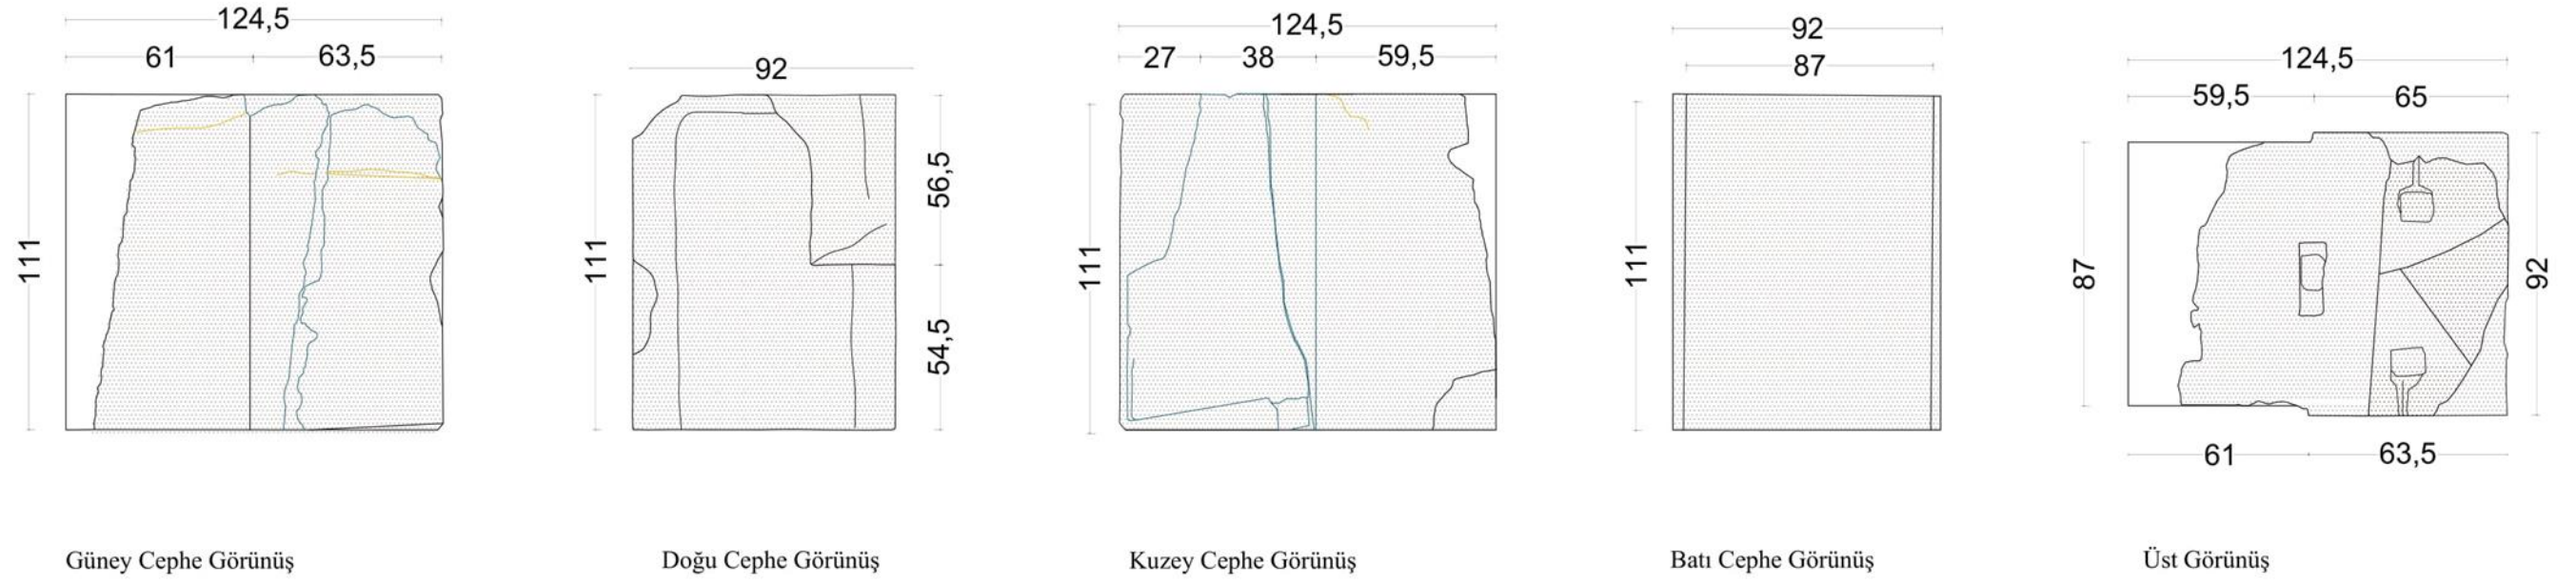 124,5
61 63,5
111
Güney Cephe Görünüş
92
111
56,5
54,5
Doğu Cephe Görünüş
124,5
27 38 59,5
111
Kuzey Cephe Görünüş
92
87
111
Batı Cephe Görünüş
124,5
59,5 65
87
92
61 63,5
Üst Görünüş